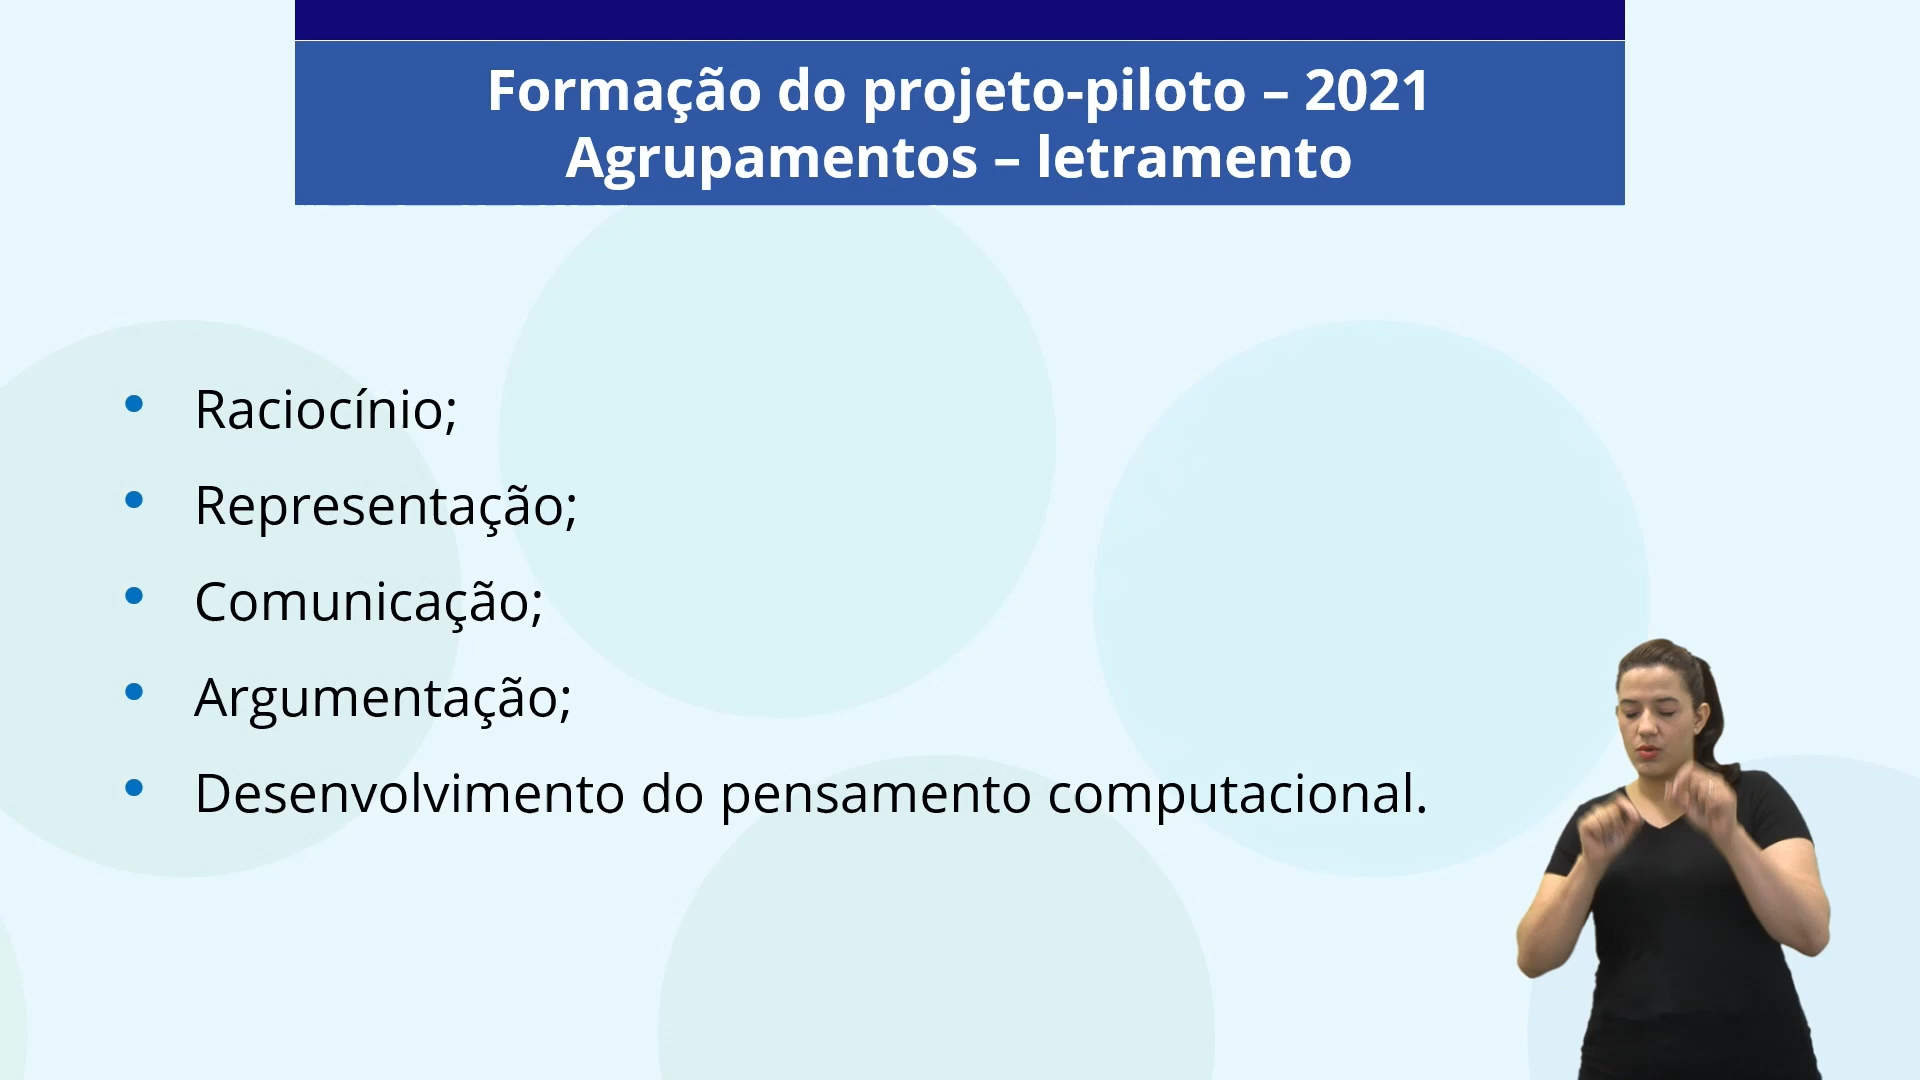 Formação do projeto-piloto – 2021
Agrupamentos – letramento
• Raciocínio;
• Representação;
• Comunicação;
• Argumentação;
• Desenvolvimento do pensamento computacional.